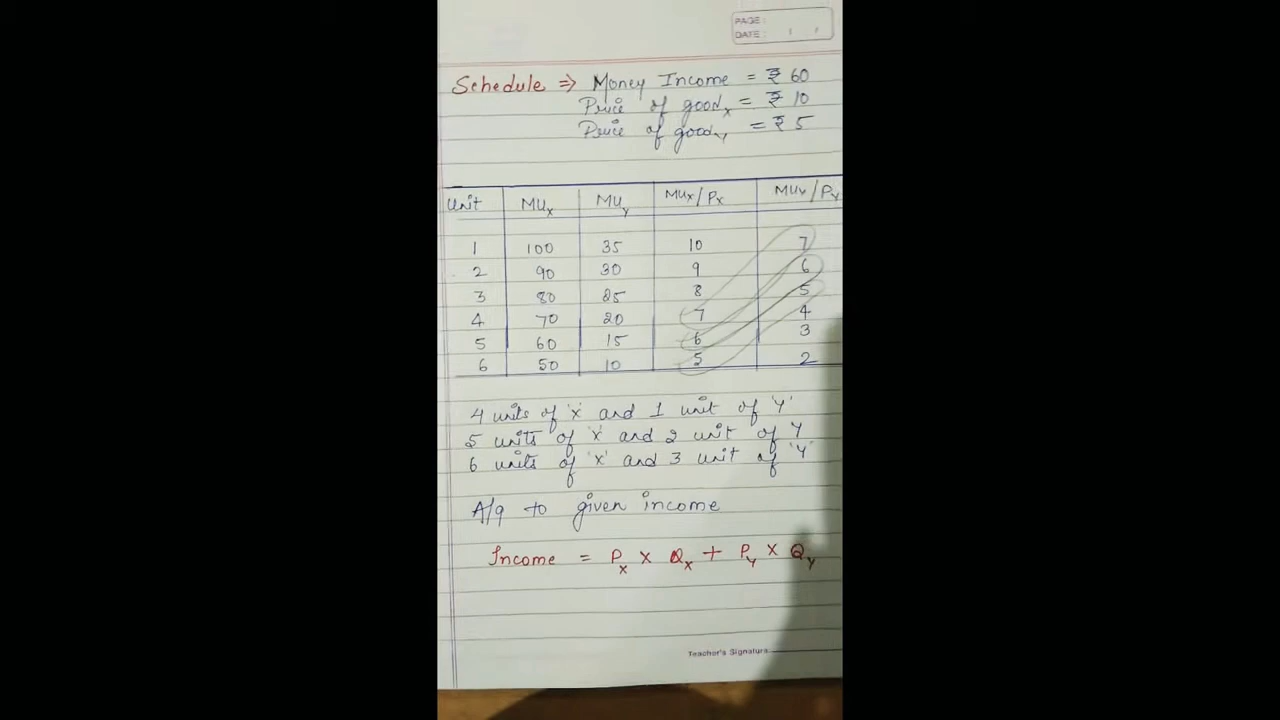 PAGE :
DATE : / /
Schedule ⇒ Money Income = ₹ 60
Price of good x = ₹ 10
Price of good y = ₹ 5
Unit MUx MUy MUx/Px MUy/Py
1 100 35 10 7
2 90 30 9 6
3 80 25 8 5
4 70 20 7 4
5 60 15 6 3
6 50 10 5 2
4 units of 'x' and 1 unit of 'Y'
5 units of 'x' and 2 unit of Y
6 units of 'x' and 3 unit of 'Y'
A/q to given income
Income = Px × Qx + Py × Qy
Teacher's Signature